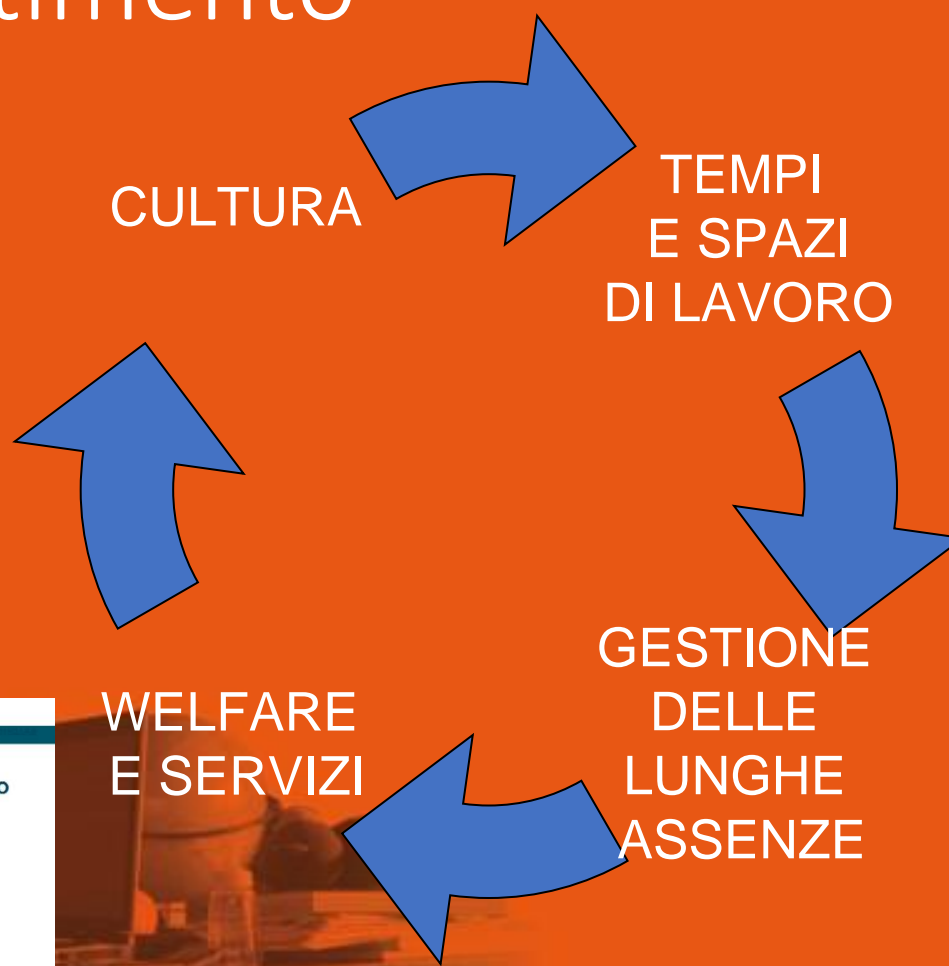 CULTURA
TEMPI
E SPAZI
DI LAVORO
GESTIONE
DELLE
LUNGHE
ASSENZE
WELFARE
E SERVIZI